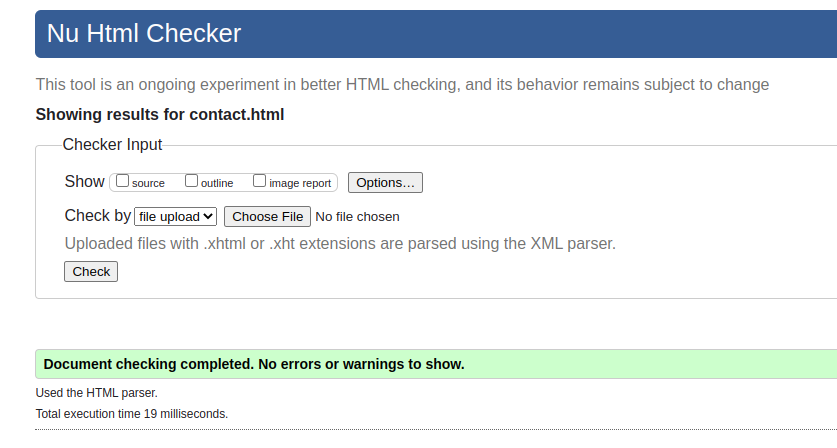 Nu Html Checker
This tool is an ongoing experiment in better HTML checking, and its behavior remains subject to change
Showing results for contact.html
Checker Input
Show source outline image report Options…
Check by file upload Choose File No file chosen
Uploaded files with .xhtml or .xht extensions are parsed using the XML parser.
Check
Document checking completed. No errors or warnings to show.
Used the HTML parser.
Total execution time 19 milliseconds.